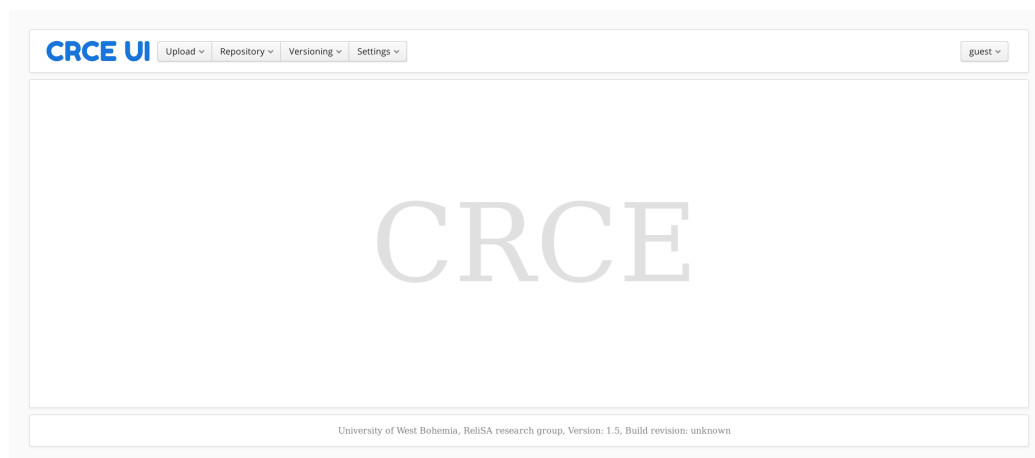 CRCE UI Upload Repository Versioning Settings guest
CRCE
University of West Bohemia, ReliSA research group, Version: 1.5, Build revision: unknown